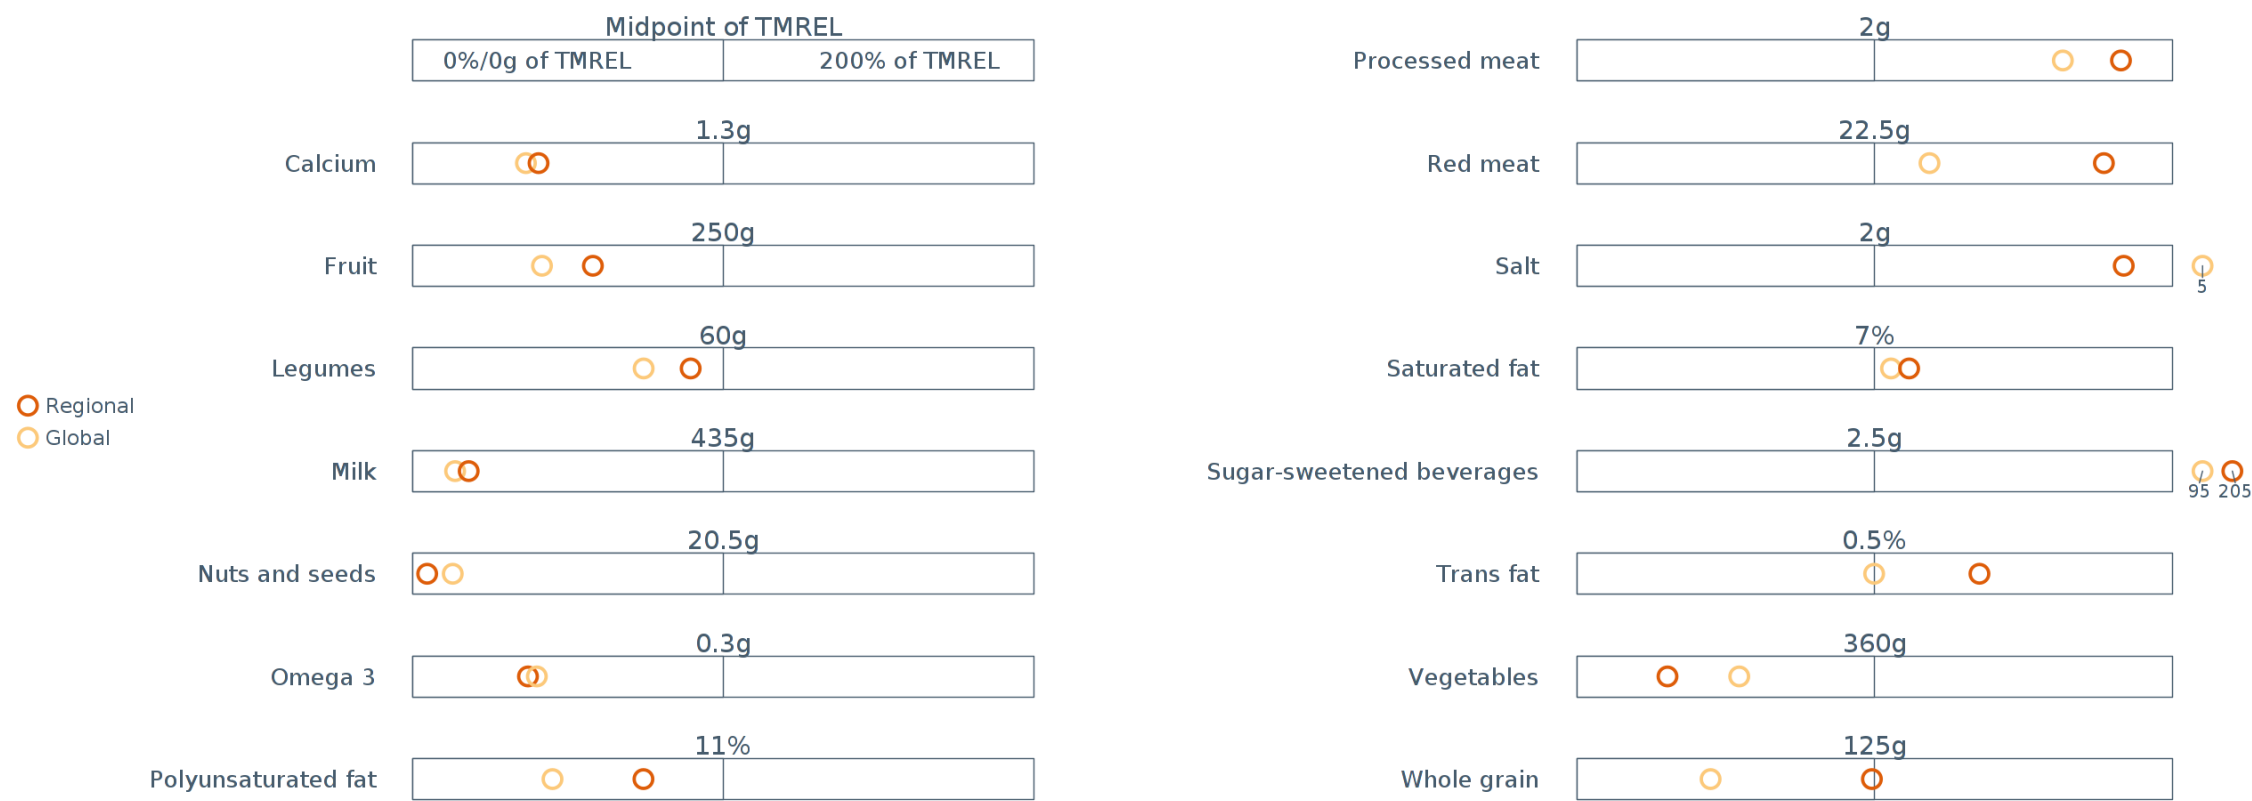 Midpoint of TMREL
0%/0g of TMREL 200% of TMREL
1.3g
Calcium
250g
Fruit
60g
Legumes
Regional
Global
435g
Milk
20.5g
Nuts and seeds
0.3g
Omega 3
11%
Polyunsaturated fat
2g
Processed meat
22.5g
Red meat
2g
Salt
5
7%
Saturated fat
2.5g
Sugar-sweetened beverages
95 205
0.5%
Trans fat
360g
Vegetables
125g
Whole grain